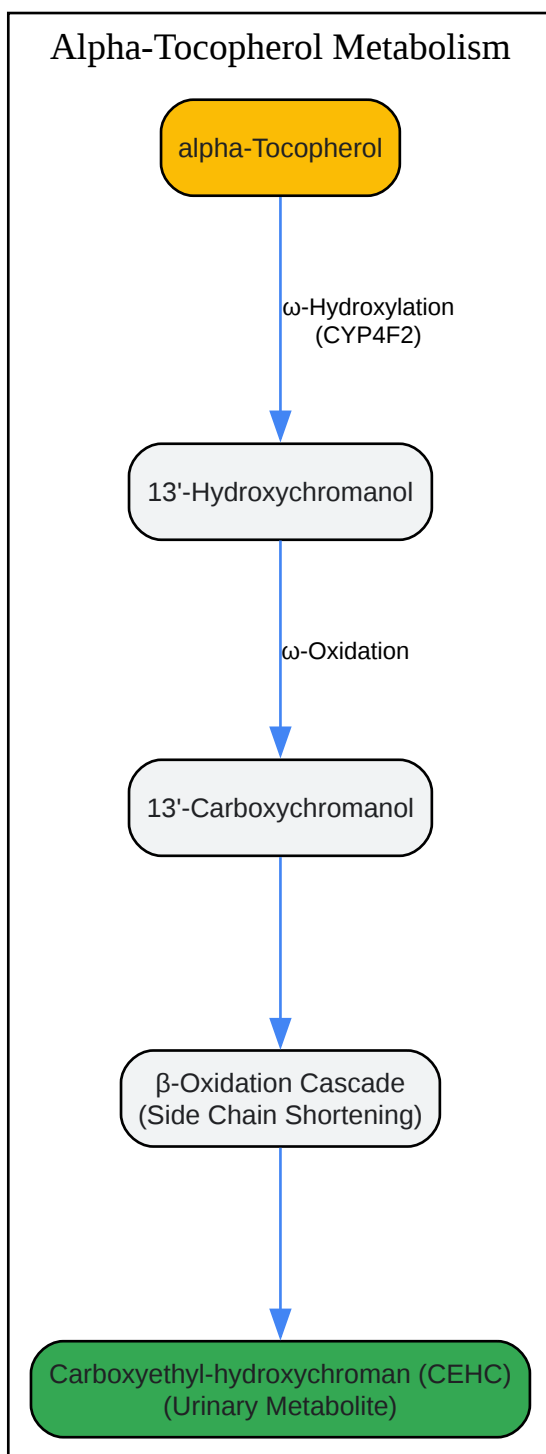 Alpha-Tocopherol Metabolism
alpha-Tocopherol
ω-Hydroxylation
(CYP4F2)
13'-Hydroxychromanol
ω-Oxidation
13'-Carboxychromanol
β-Oxidation Cascade
(Side Chain Shortening)
Carboxyethyl-hydroxychroman (CEHC)
(Urinary Metabolite)